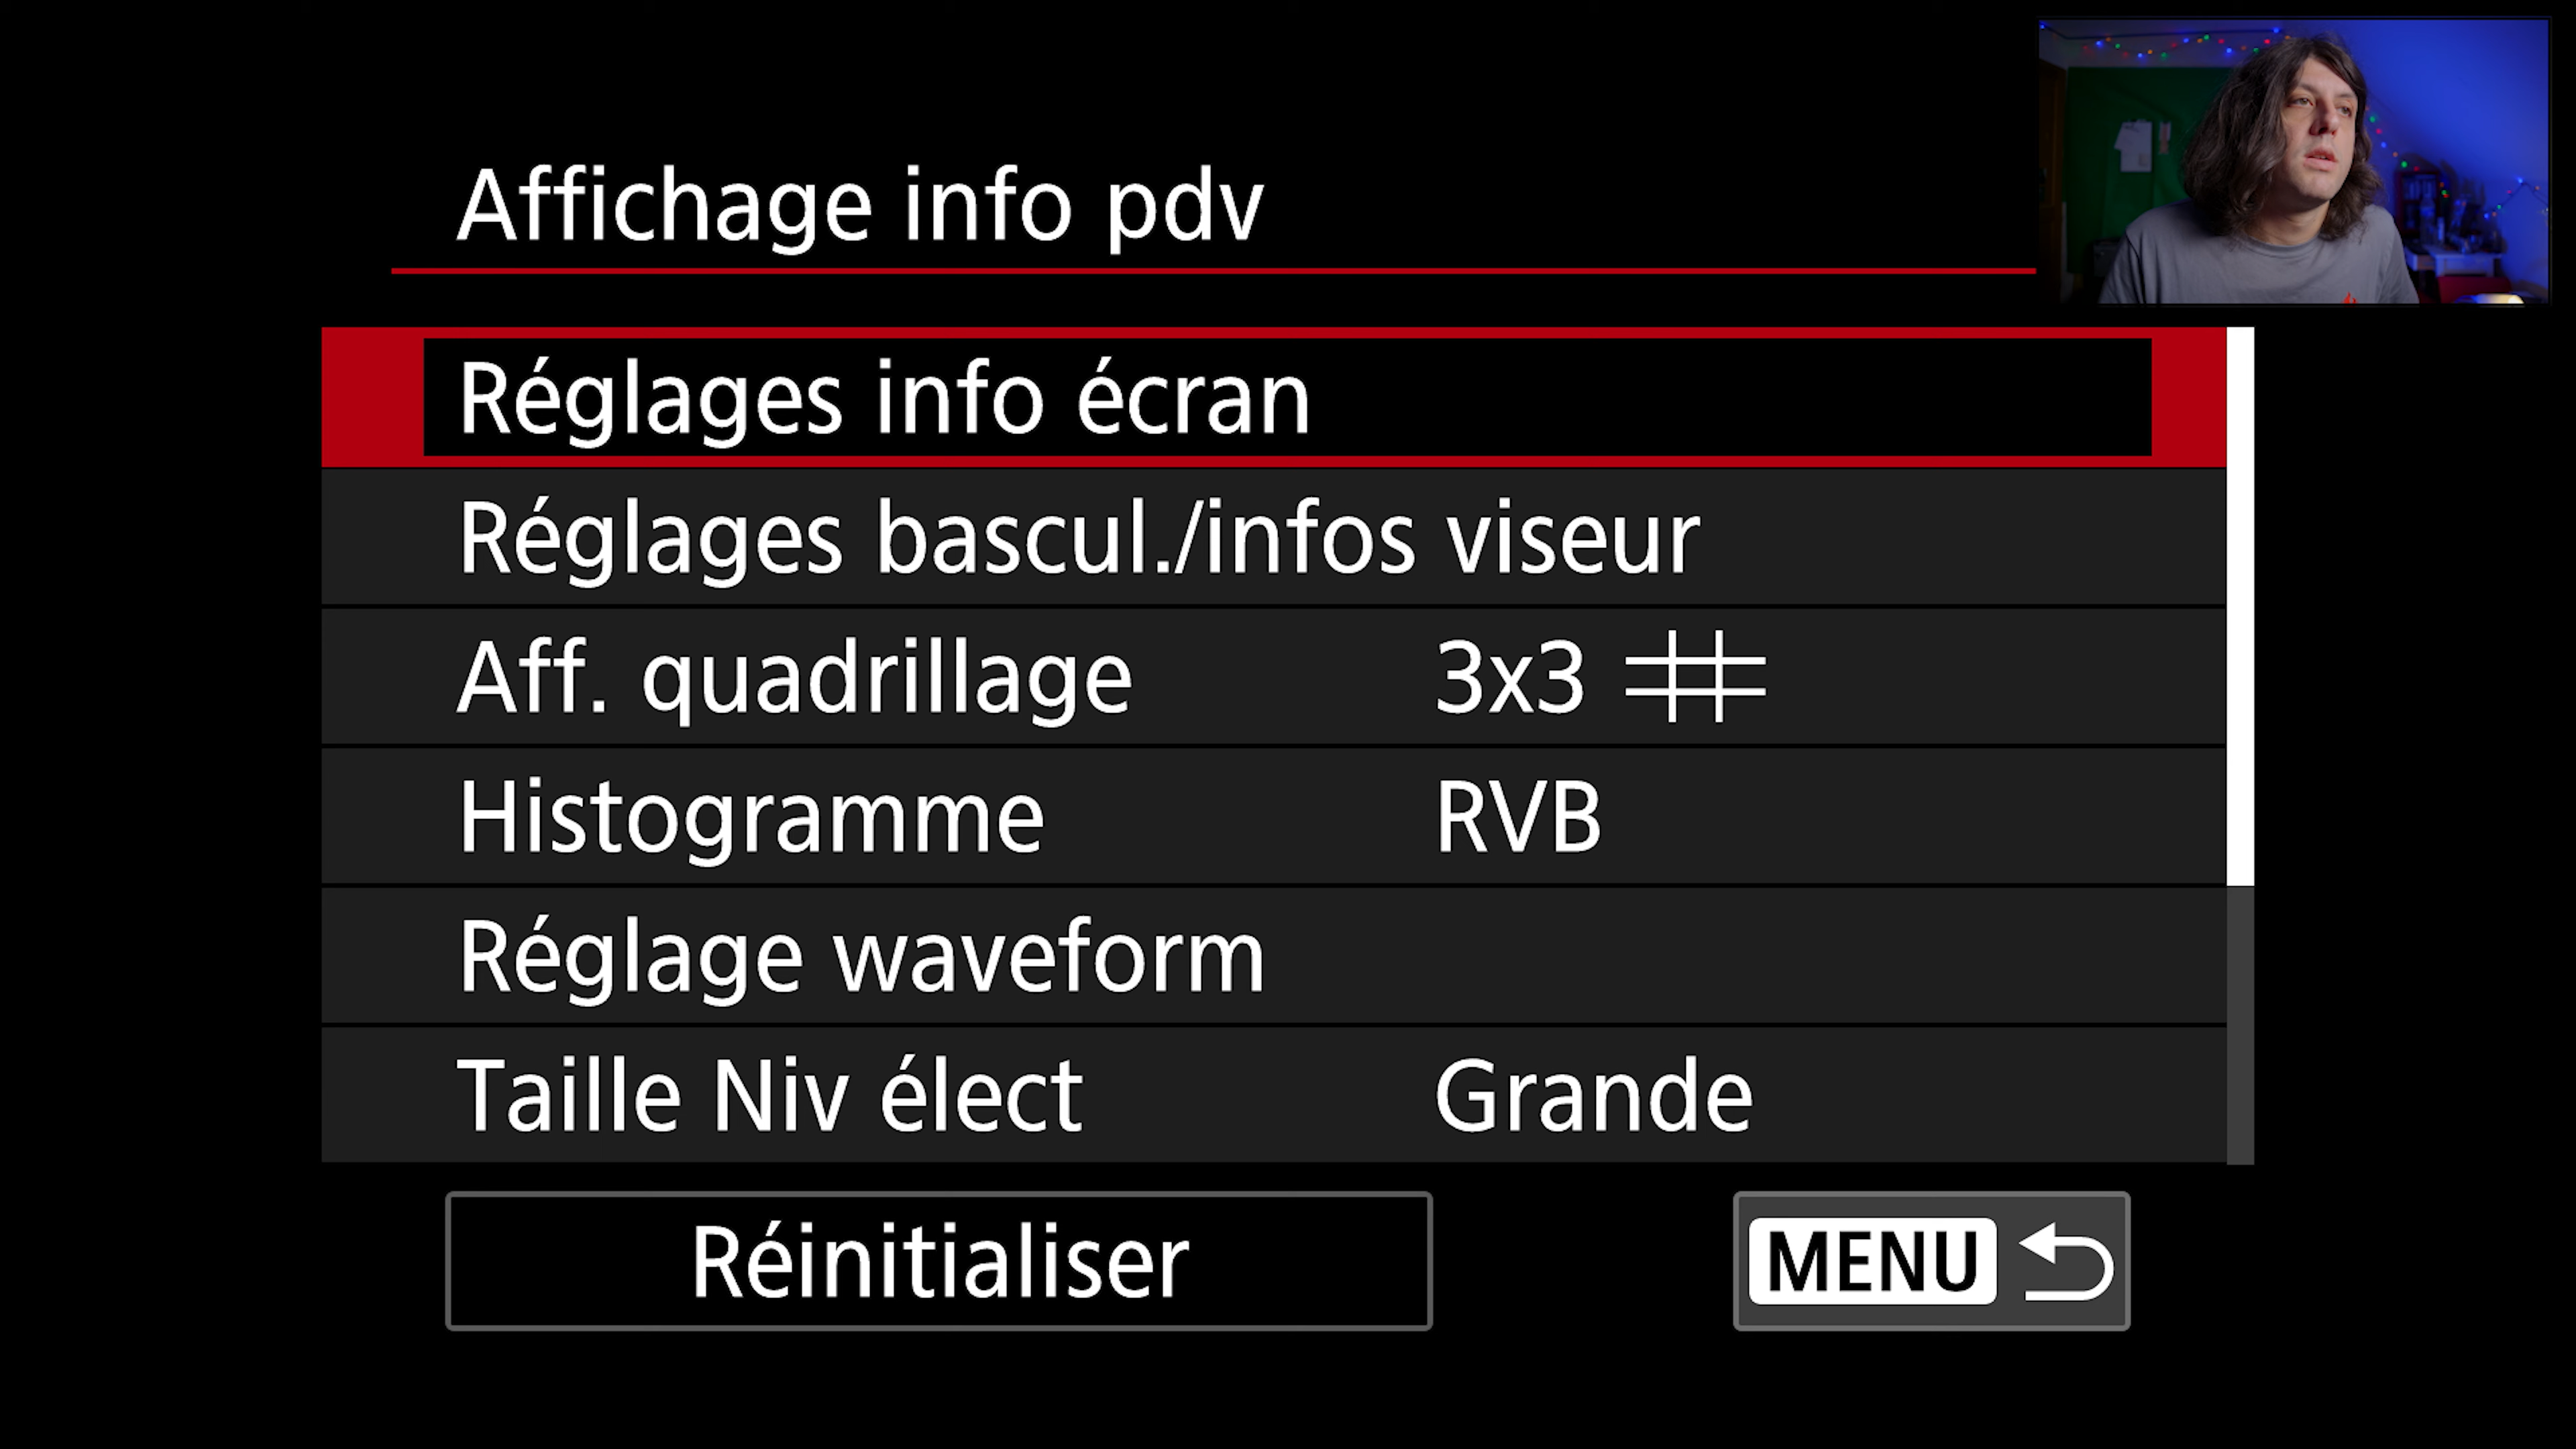 Affichage info pdv
Réglages info écran
Réglages bascul./infos viseur
Aff. quadrillage 3x3
Histogramme RVB
Réglage waveform
Taille Niv élect Grande
Réinitialiser MENU